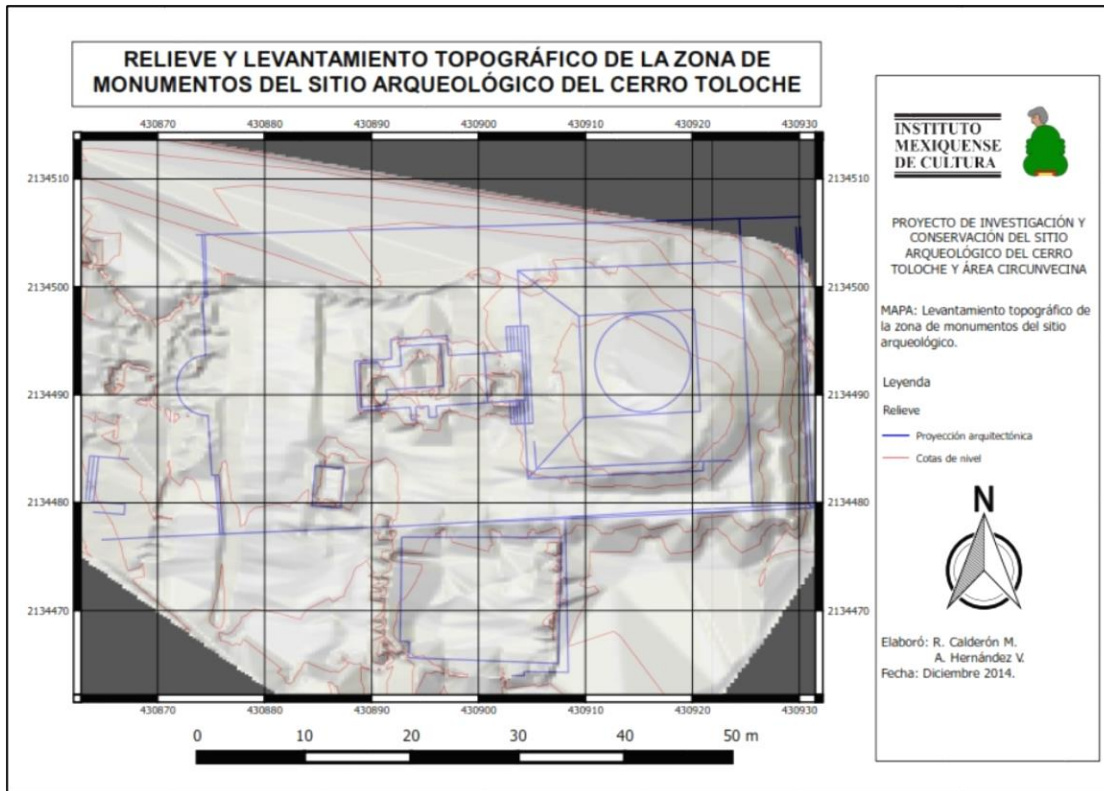 RELIEVE Y LEVANTAMIENTO TOPOGRÁFICO DE LA ZONA DE
MONUMENTOS DEL SITIO ARQUEOLÓGICO DEL CERRO TOLOCHE
430870 430880 430890 430900 430910 430920 430930
2134510 2134510
2134500 2134500
2134490 2134490
2134480 2134480
2134470 2134470
430870 430880 430890 430900 430910 430920 430930
0 10 20 30 40 50 m
INSTITUTO
MEXIQUENSE
DE CULTURA
PROYECTO DE INVESTIGACIÓN Y
CONSERVACIÓN DEL SITIO
ARQUEOLÓGICO DEL CERRO
TOLOCHE Y ÁREA CIRCUNVECINA
MAPA: Levantamiento topográfico de
la zona de monumentos del sitio
arqueológico.
Leyenda
Relieve
Proyección arquitectónica
Cotas de nivel
N
Elaboró: R. Calderón M.
A. Hernández V.
Fecha: Diciembre 2014.